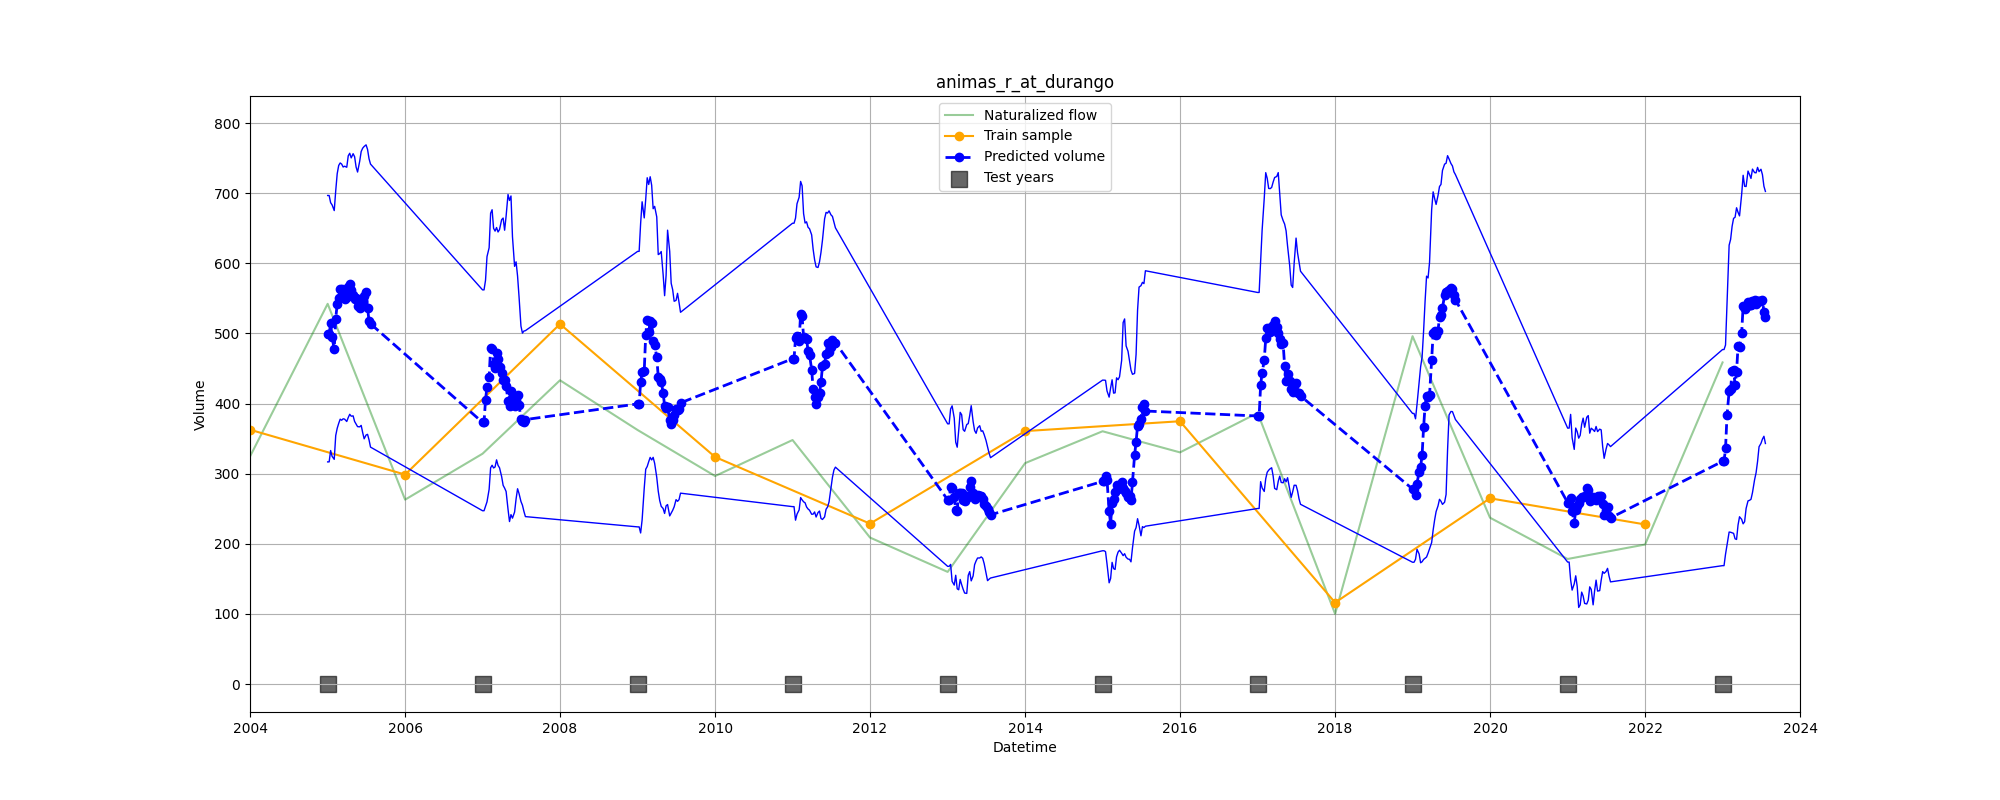 animas_r_at_durango
Naturalized flow
Train sample
Predicted volume
Test years
Volume
800
700
600
500
400
300
200
100
0
2004 2006 2008 2010 2012 2014 2016 2018 2020 2022 2024
Datetime